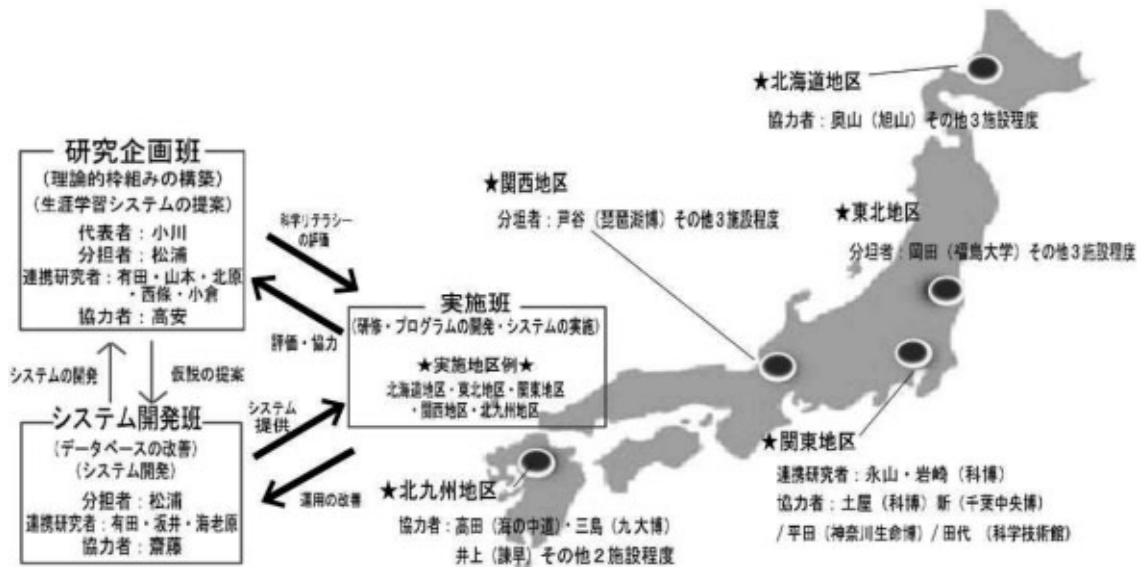 研究企画班
(理論的枠組みの構築)
(生涯学習システムの提案)
代表者：小川
分担者：松浦
連携研究者：有田・山本・北原
・西條・小倉
協力者：高安
科学リテラシー
の評価
評価・協力
システムの開発
仮説の提案
システム開発班
(データベースの改善)
(システム開発)
分担者：松浦
連携研究者：有田・坂井・海老原
協力者：齋藤
システム
提供
運用の改善
実施班
(研修・プログラムの開発・システムの実施)
★実施地区例★
北海道地区・東北地区・関東地区
・関西地区・北九州地区
★北海道地区
協力者：奥山（旭山）その他３施設程度
★関西地区
分担者：戸谷（琵琶湖博）その他３施設程度
★東北地区
分担者：岡田（福島大学）その他３施設程度
★関東地区
連携研究者：永山・岩崎（科博）
協力者：土屋（科博）新（千葉中央博）
/平田（神奈川生命博）/田代 （科学技術館）
★北九州地区
協力者：高田（海の中道）・三島（九大博）
井上（諫早）その他２施設程度